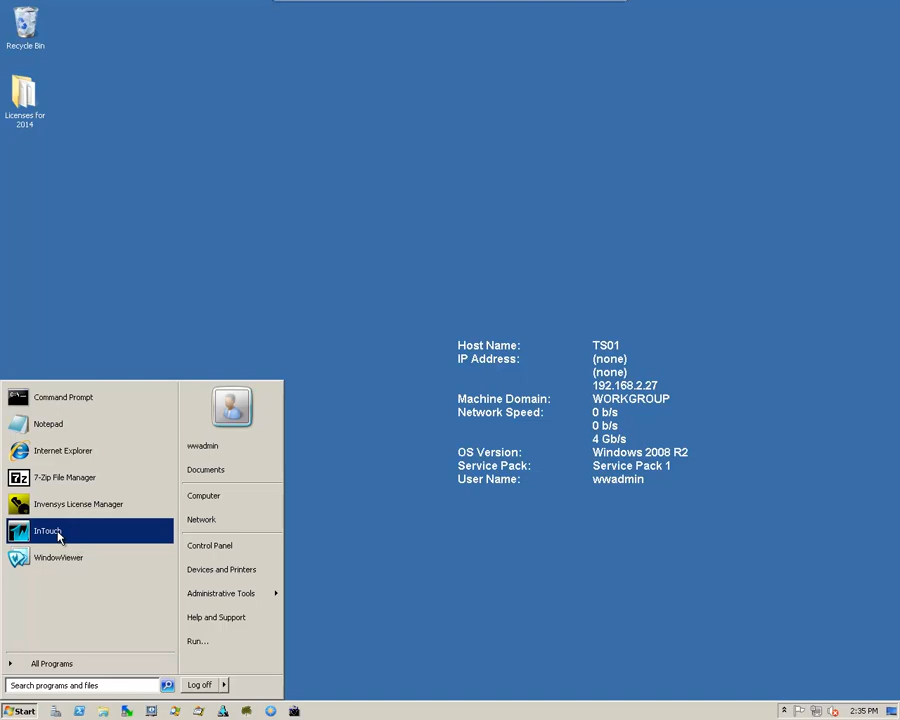 Recycle Bin
Licenses for
2014
Host Name: TS01
IP Address: (none)
(none)
192.168.2.27
Machine Domain: WORKGROUP
Network Speed: 0 b/s
0 b/s
4 Gb/s
OS Version: Windows 2008 R2
Service Pack: Service Pack 1
User Name: wwadmin
Command Prompt
Notepad
Internet Explorer
7-Zip File Manager
Invensys License Manager
InTouch
WindowViewer
All Programs
Search programs and files
wwadmin
Documents
Computer
Network
Control Panel
Devices and Printers
Administrative Tools
Help and Support
Run...
Log off
Start
2:35 PM